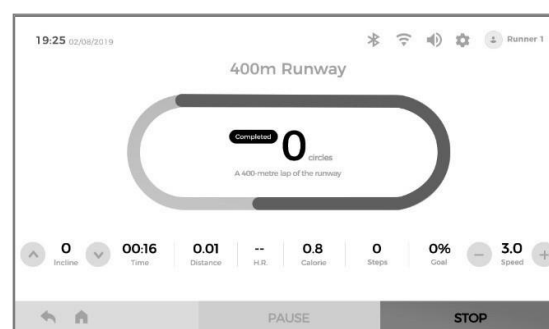 19:25 02/08/2019
Runner 1
400m Runway
Completed 0 circles
A 400-metre lap of the runway
0 00:16 0.01 -- 0.8 0 0% 3.0
Incline Time Distance H.R. Calorie Steps Goal Speed
PAUSE STOP